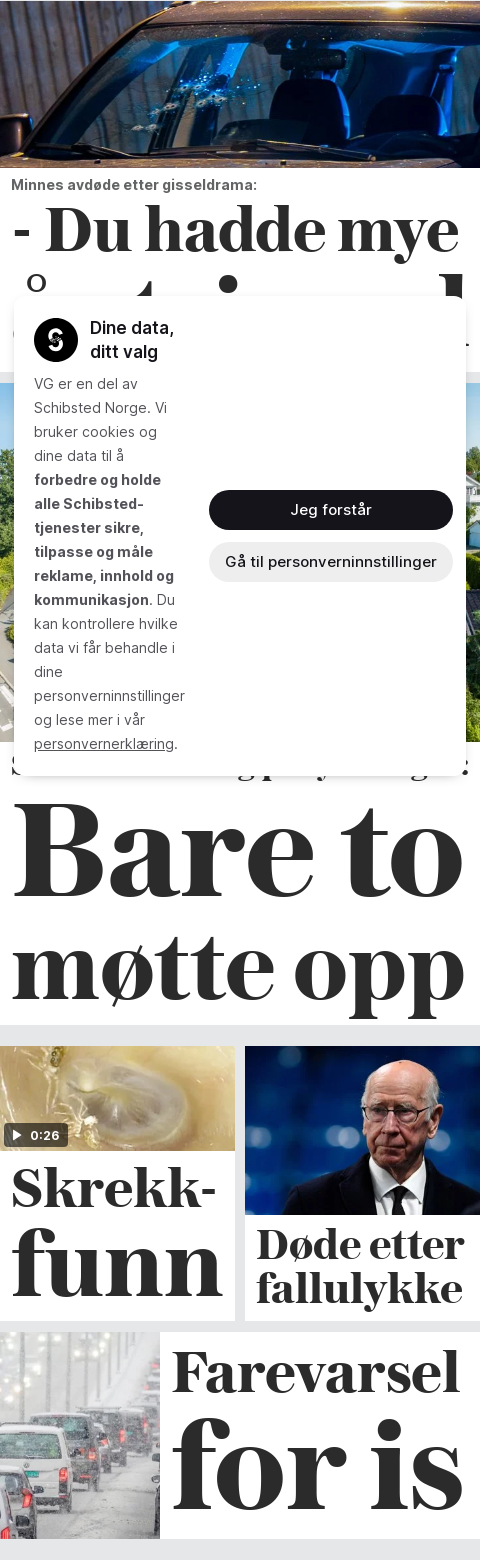 Minnes avdøde etter gisseldrama:
- Du hadde mye
Dine data,
ditt valg
VG er en del av
Schibsted Norge. Vi
bruker cookies og
dine data til å
forbedre og holde
alle Schibsted-
tjenester sikre,
tilpasse og måle
reklame, innhold og
kommunikasjon. Du
kan kontrollere hvilke
data vi får behandle i
dine
personverninnstillinger
og lese mer i vår
personvernerklæring.
Jeg forstår
Gå til personverninnstillinger
Bare to
møtte opp
0:26
Skrekk-
funn
Døde etter
fallulykke
Farevarsel
for is